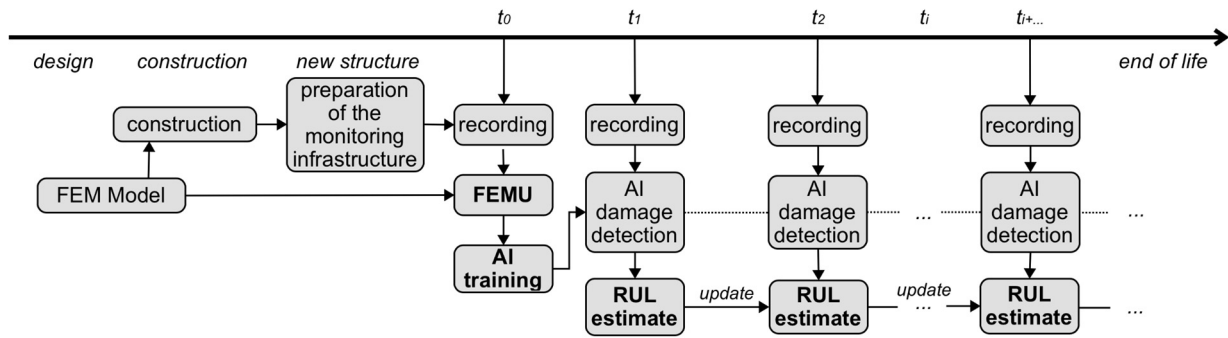 t0 t1 t2 ti ti+...
design construction new structure end of life
preparation
of the
monitoring
infrastructure
construction
recording recording recording recording
FEM Model
FEMU
AI
training
AI
damage
detection
AI
damage
detection
...
AI
damage
detection
...
RUL
estimate
update
RUL
estimate
update
...
RUL
estimate
...